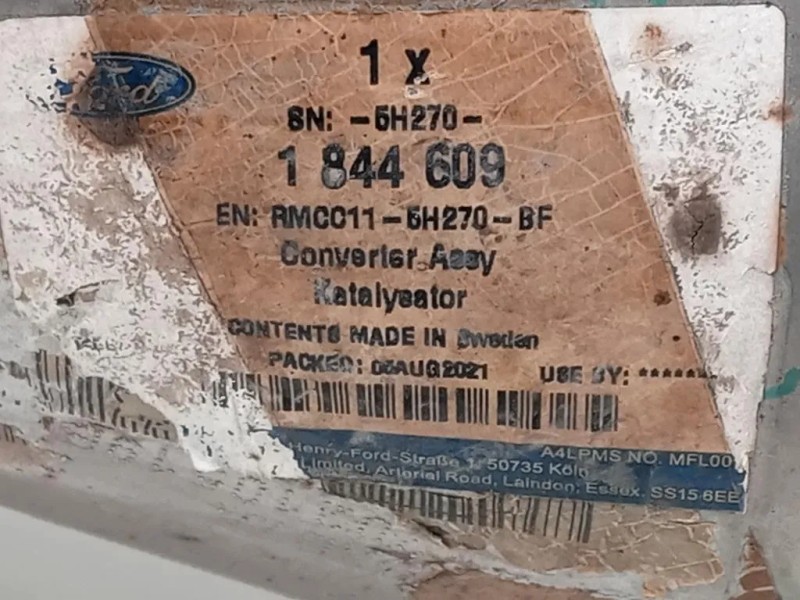 Ford
1 x
SN: -5H270-
1 844 609
EN: RMCC11-5H270-BF
Converter Assy
Katalysator
CONTENTS MADE IN Sweden
PACKED: 05AUG2021 USE BY: *******
A4LPMS NO. MFL00
Henry-Ford-Straße 1, 50735 Köln
Limited, Arterial Road, Laindon, Essex. SS15 6EE